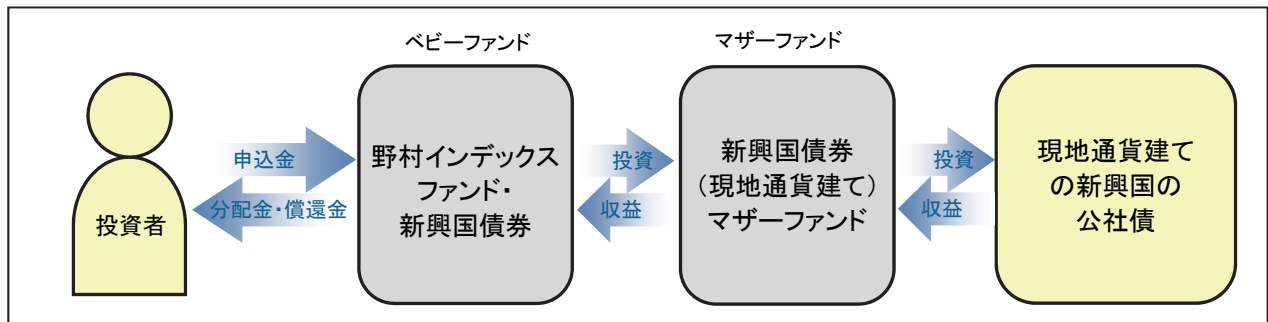 ベビーファンド
マザーファンド
投資者
申込金
分配金・償還金
野村インデックス
ファンド・
新興国債券
投資
収益
新興国債券
（現地通貨建て）
マザーファンド
投資
収益
現地通貨建て
の新興国の
公社債